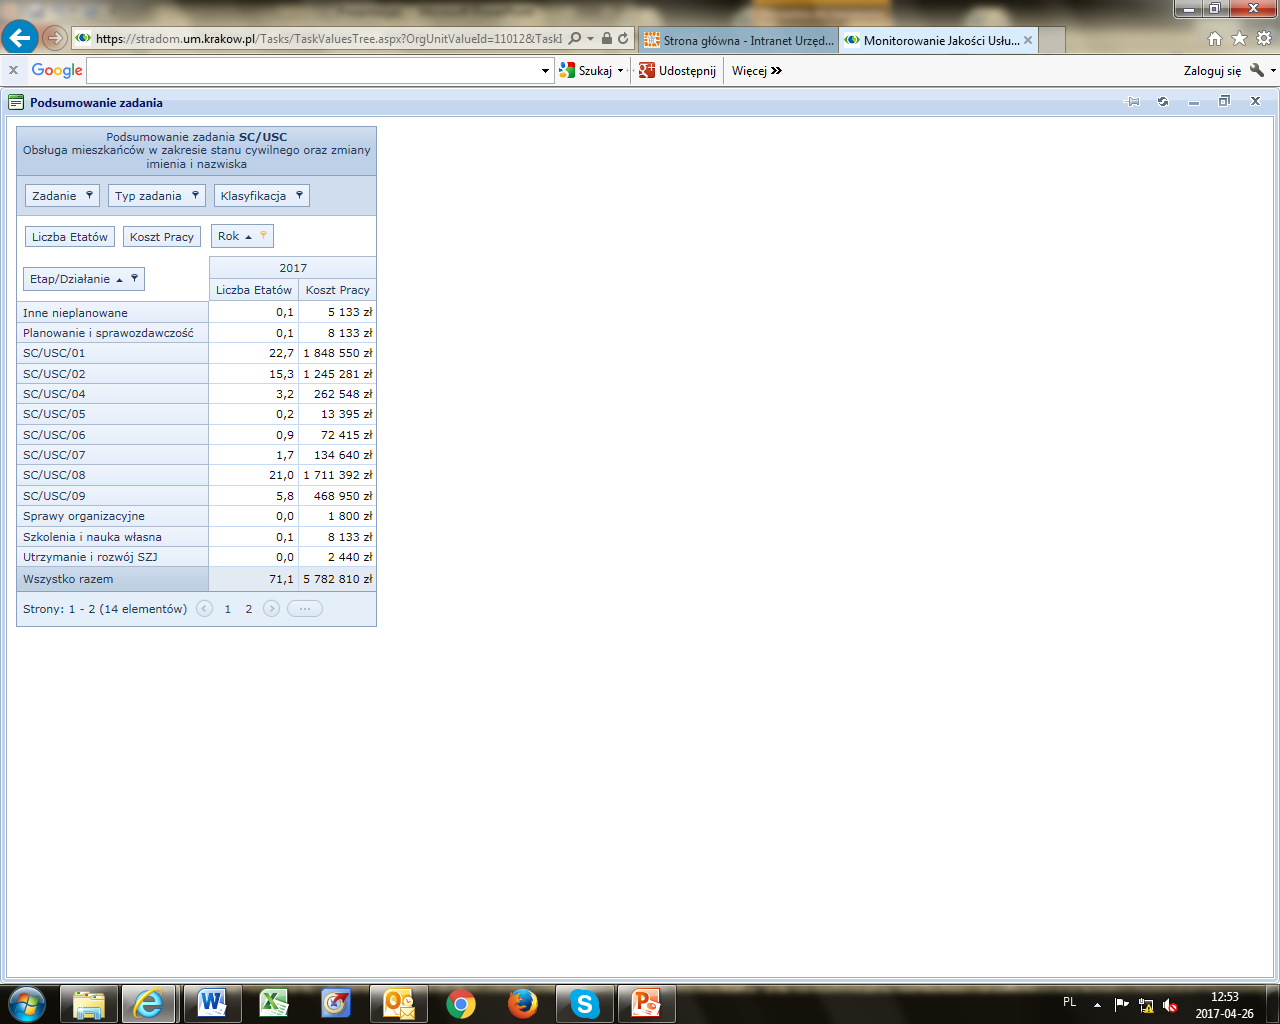 https://stradom.um.krakow.pl/Tasks/TaskValuesTree.aspx?OrgUnitValueId=11012&TaskI
Strona główna - Intranet Urzęd...
Monitorowanie Jakości Usłu...
Google
Szukaj
Udostępnij
Więcej
Zaloguj się
Podsumowanie zadania
Podsumowanie zadania SC/USC
Obsługa mieszkańców w zakresie stanu cywilnego oraz zmiany
imienia i nazwiska
Zadanie Typ zadania Klasyfikacja
Liczba Etatów Koszt Pracy Rok
Etap/Działanie
2017
Liczba Etatów Koszt Pracy
Inne nieplanowane 0,1 5 133 zł
Planowanie i sprawozdawczość 0,1 8 133 zł
SC/USC/01 22,7 1 848 550 zł
SC/USC/02 15,3 1 245 281 zł
SC/USC/04 3,2 262 548 zł
SC/USC/05 0,2 13 395 zł
SC/USC/06 0,9 72 415 zł
SC/USC/07 1,7 134 640 zł
SC/USC/08 21,0 1 711 392 zł
SC/USC/09 5,8 468 950 zł
Sprawy organizacyjne 0,0 1 800 zł
Szkolenia i nauka własna 0,1 8 133 zł
Utrzymanie i rozwój SZJ 0,0 2 440 zł
Wszystko razem 71,1 5 782 810 zł
Strony: 1 - 2 (14 elementów) 1 2 ...
PL
12:53
2017-04-26